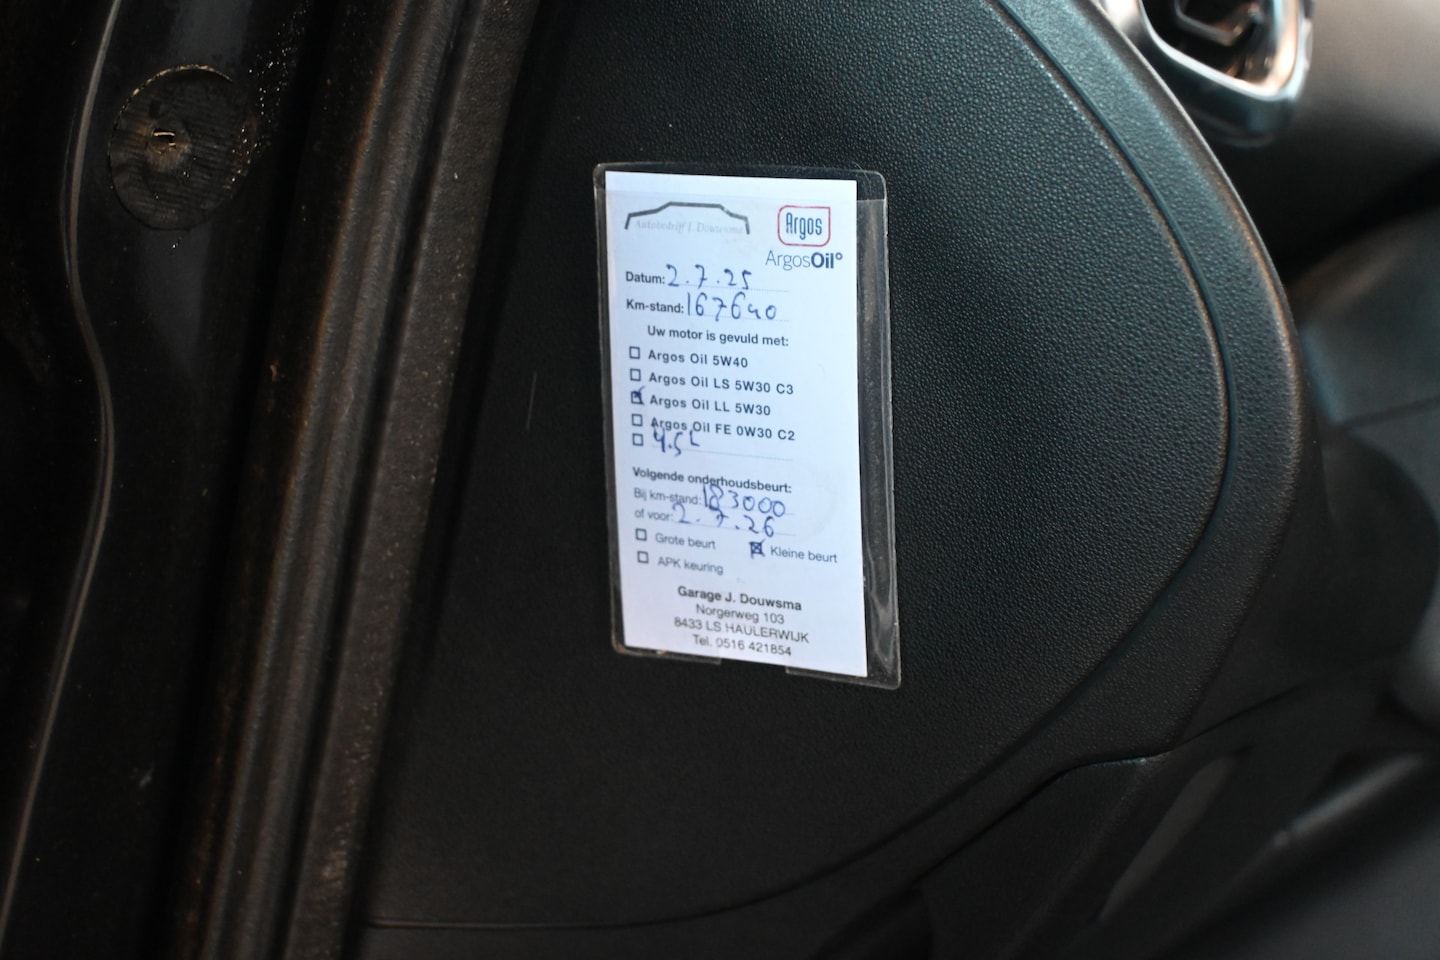 Autobedrijf J. Douwsma
Argos
ArgosOil°
Datum: 2.7.25
Km-stand: 167640
Uw motor is gevuld met:
Argos Oil 5W40
Argos Oil LS 5W30 C3
Argos Oil LL 5W30
Argos Oil FE 0W30 C2
4.5L
Volgende onderhoudsbeurt:
Bij km-stand: 183000
of voor: 2.7.26
Grote beurt Kleine beurt
APK keuring
Garage J. Douwsma
Norgerweg 103
8433 LS HAULERWIJK
Tel. 0516 421854